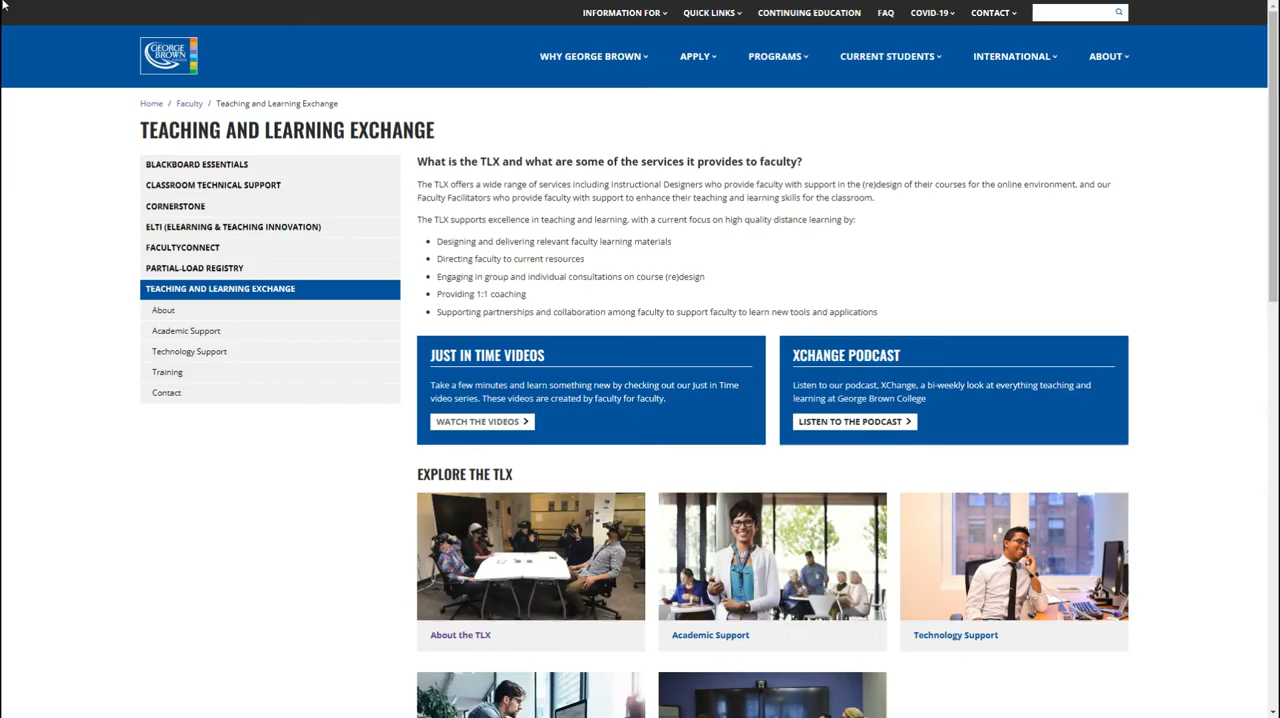 INFORMATION FOR QUICK LINKS CONTINUING EDUCATION FAQ COVID-19 CONTACT
GEORGE BROWN
WHY GEORGE BROWN APPLY PROGRAMS CURRENT STUDENTS INTERNATIONAL ABOUT
Home / Faculty / Teaching and Learning Exchange
TEACHING AND LEARNING EXCHANGE
BLACKBOARD ESSENTIALS
CLASSROOM TECHNICAL SUPPORT
CORNERSTONE
ELTI (ELEARNING & TEACHING INNOVATION)
FACULTYCONNECT
PARTIAL-LOAD REGISTRY
TEACHING AND LEARNING EXCHANGE
About
Academic Support
Technology Support
Training
Contact
What is the TLX and what are some of the services it provides to faculty?
The TLX offers a wide range of services including Instructional Designers who provide faculty with support in the (re)design of their courses for the online environment, and our
Faculty Facilitators who provide faculty with support to enhance their teaching and learning skills for the classroom.
The TLX supports excellence in teaching and learning, with a current focus on high quality distance learning by:
• Designing and delivering relevant faculty learning materials
• Directing faculty to current resources
• Engaging in group and individual consultations on course (re)design
• Providing 1:1 coaching
• Supporting partnerships and collaboration among faculty to support faculty to learn new tools and applications
JUST IN TIME VIDEOS
Take a few minutes and learn something new by checking out our Just in Time
video series. These videos are created by faculty for faculty.
WATCH THE VIDEOS
XCHANGE PODCAST
Listen to our podcast, XChange, a bi-weekly look at everything teaching and
learning at George Brown College
LISTEN TO THE PODCAST
EXPLORE THE TLX
About the TLX
Academic Support
Technology Support